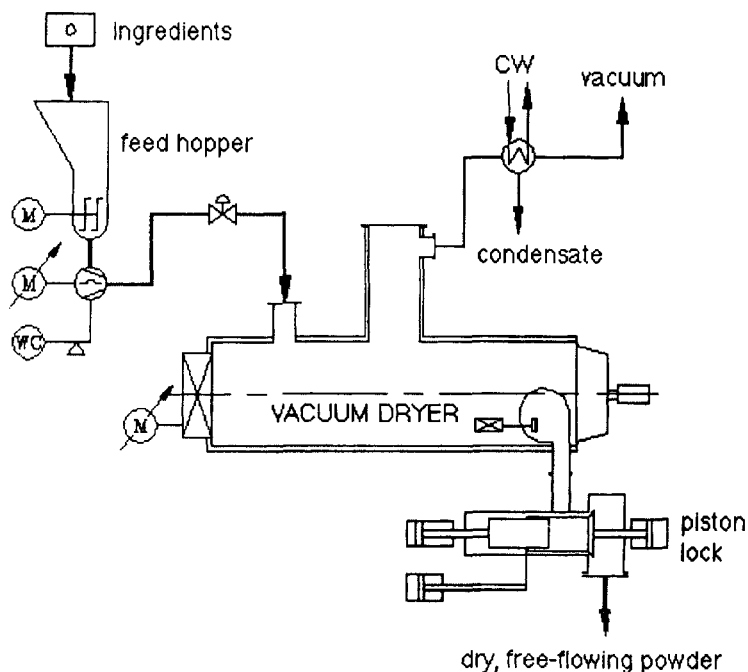 Ingredients
feed hopper
M
M
WC
CW
vacuum
condensate
VACUUM DRYER
M
piston
lock
dry, free-flowing powder